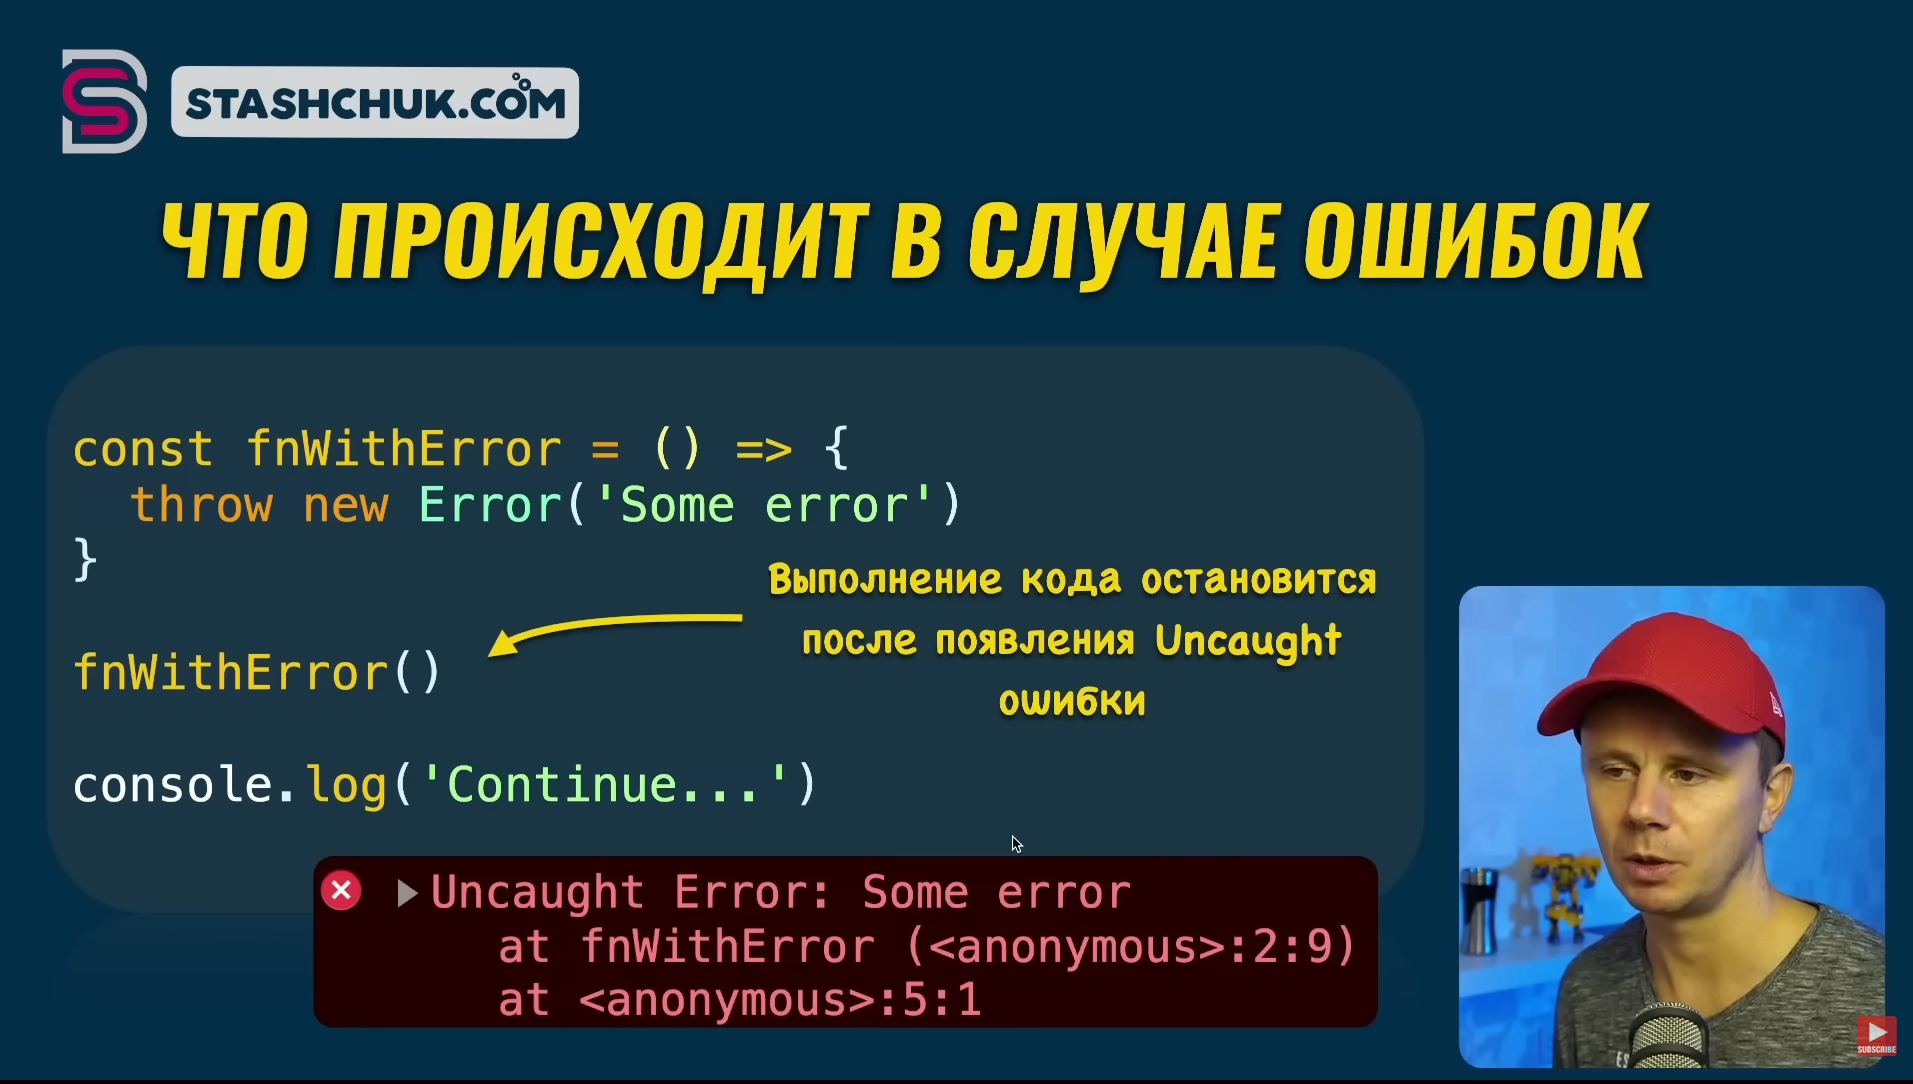 STASHCHUK.COM
ЧТО ПРОИСХОДИТ В СЛУЧАЕ ОШИБОК
const fnWithError = () => {
  throw new Error('Some error')
}
Выполнение кода остановится
после появления Uncaught
ошибки
fnWithError()
console.log('Continue...')
Uncaught Error: Some error
at fnWithError (<anonymous>:2:9)
at <anonymous>:5:1
SUBSCRIBE